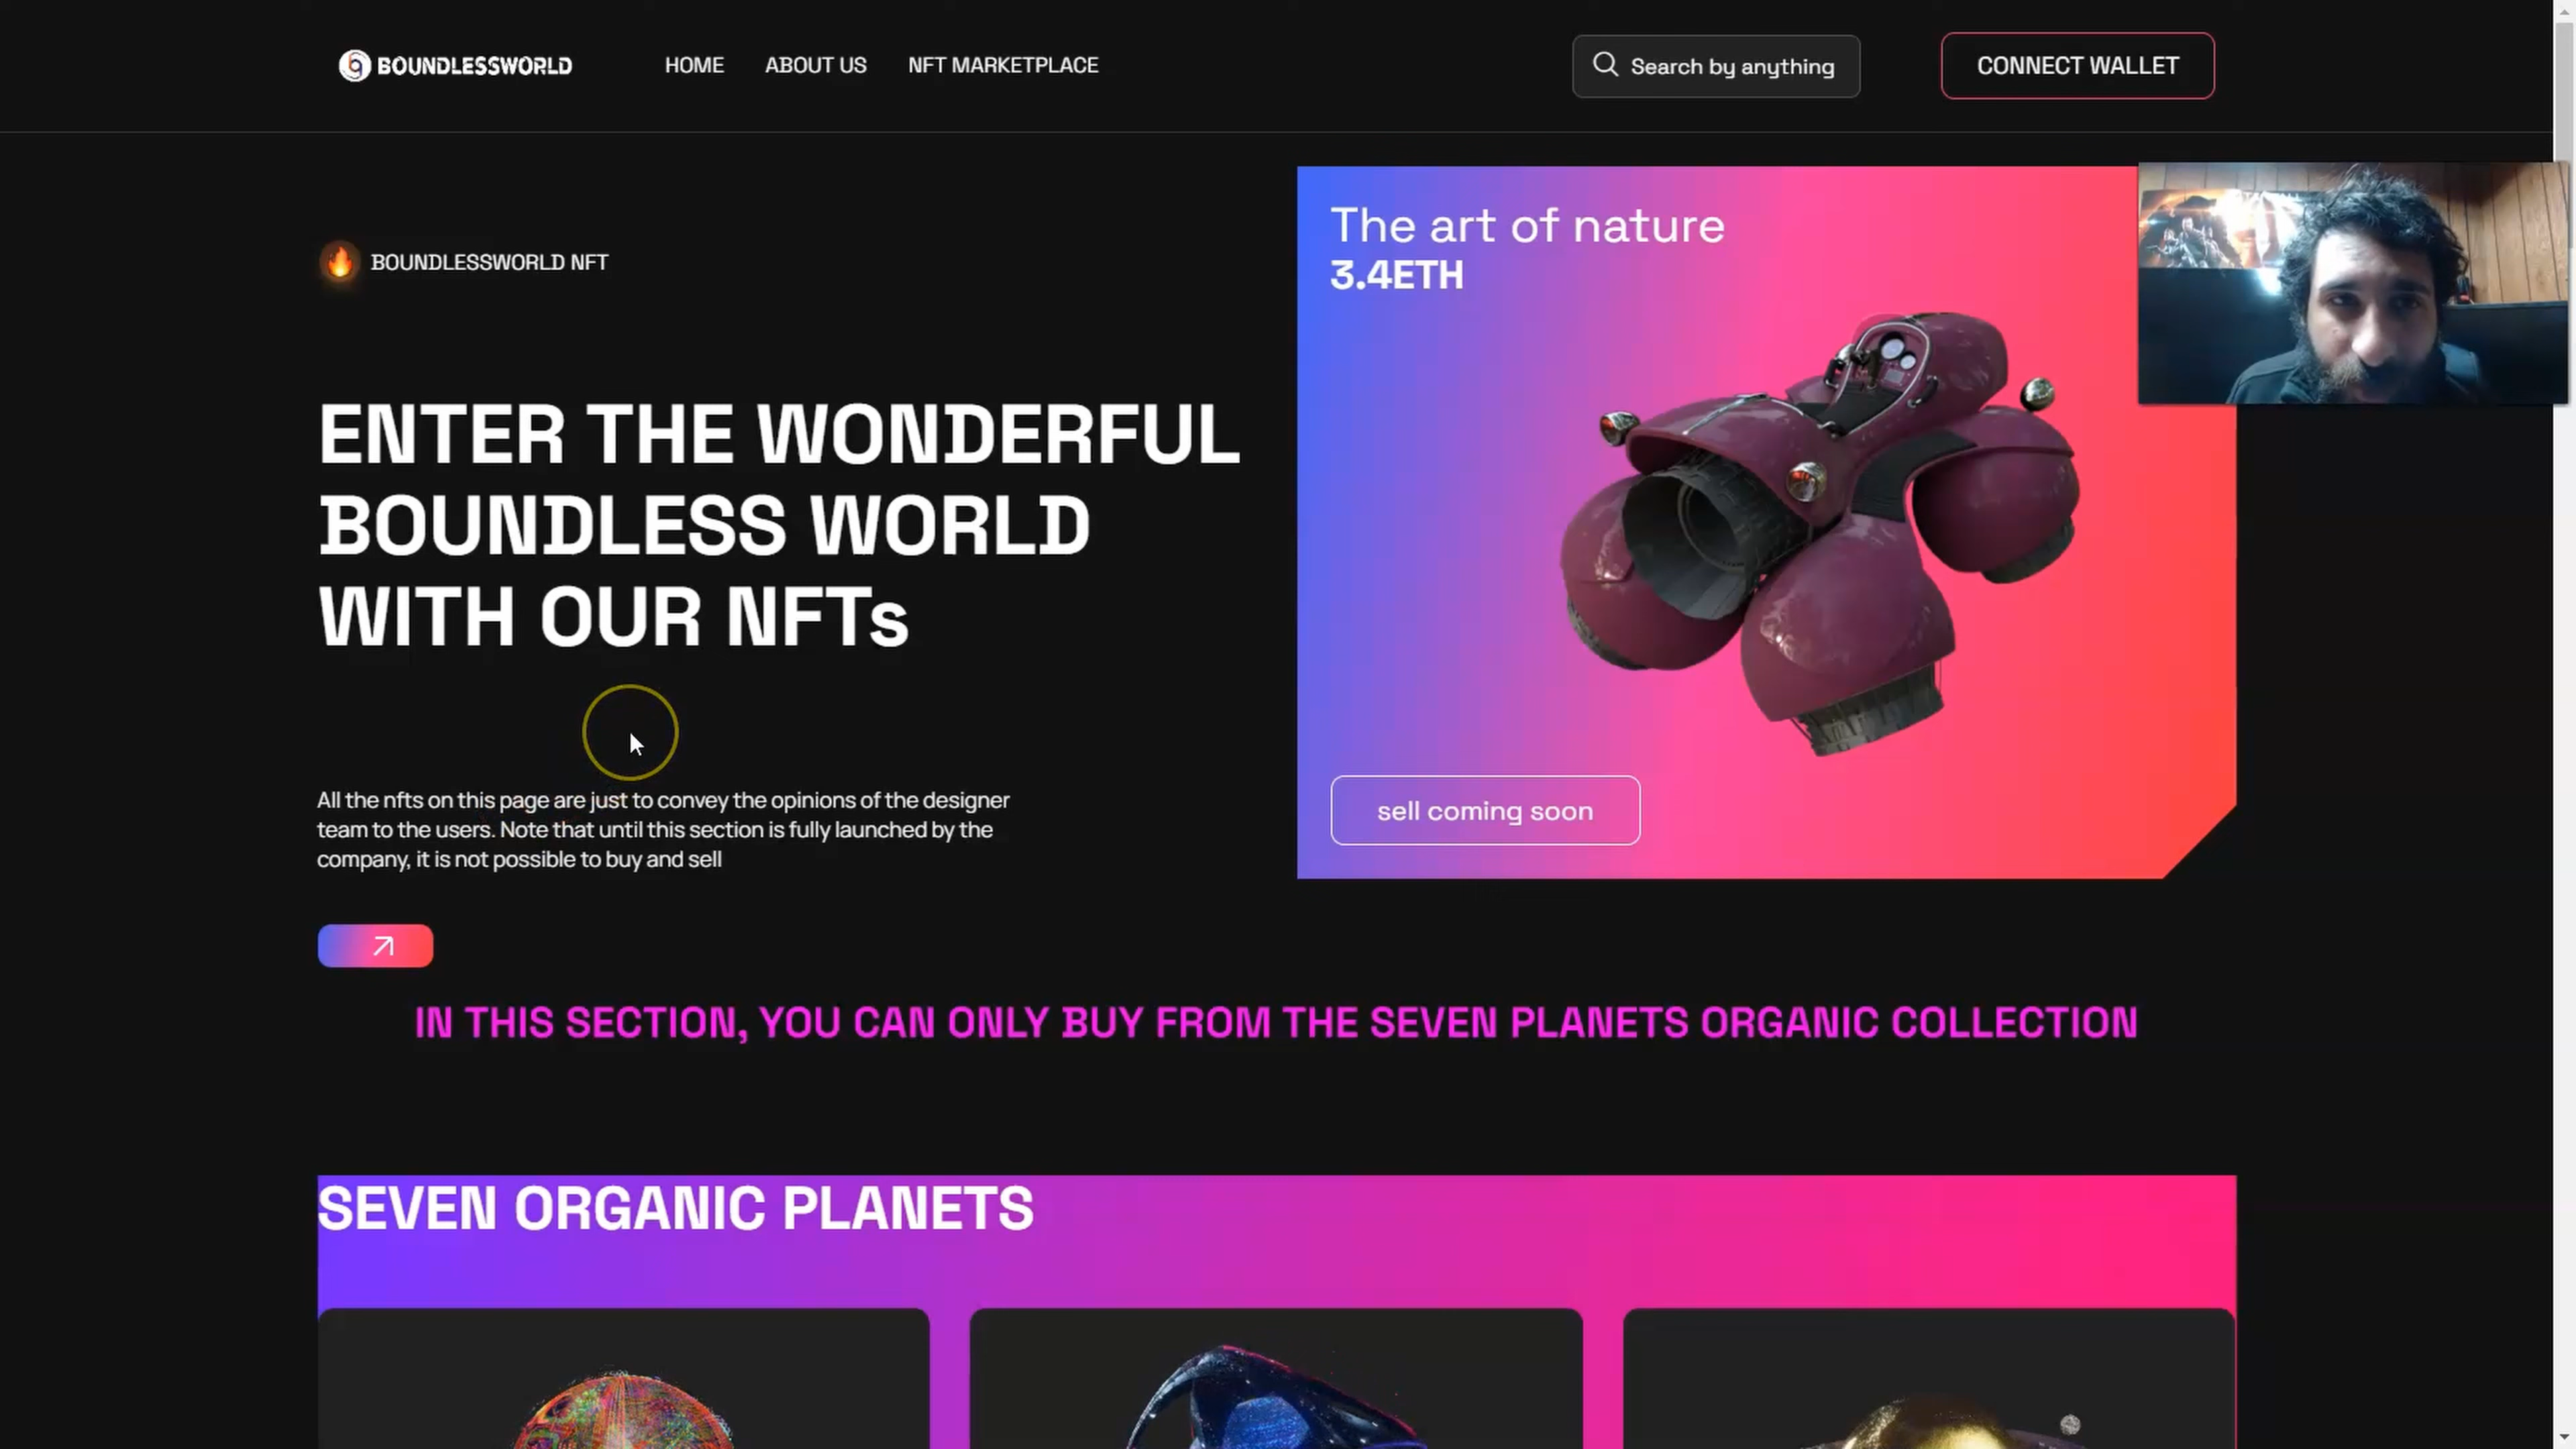 BOUNDLESSWORLD
HOME
ABOUT US
NFT MARKETPLACE
Search by anything
CONNECT WALLET
BOUNDLESSWORLD NFT
ENTER THE WONDERFUL
BOUNDLESS WORLD
WITH OUR NFTs
All the nfts on this page are just to convey the opinions of the designer
team to the users. Note that until this section is fully launched by the
company, it is not possible to buy and sell
The art of nature
3.4ETH
sell coming soon
IN THIS SECTION, YOU CAN ONLY BUY FROM THE SEVEN PLANETS ORGANIC COLLECTION
SEVEN ORGANIC PLANETS